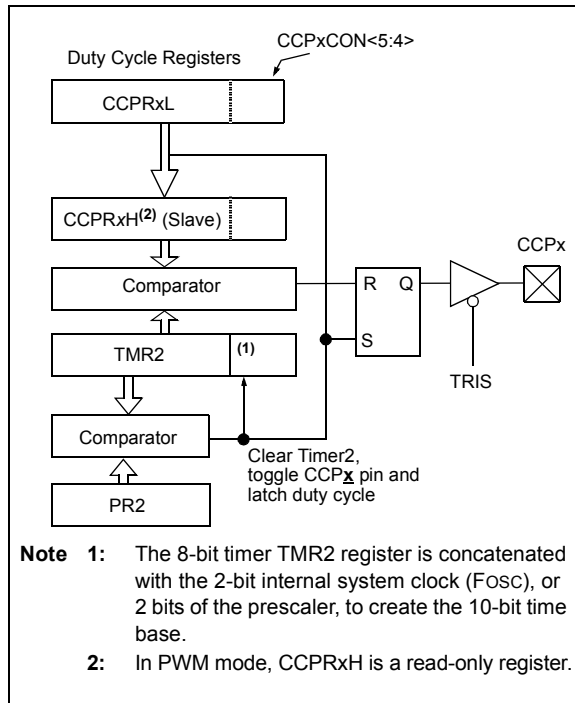 CCPxCON<5:4>
Duty Cycle Registers
CCPRxL
CCPRxH(2) (Slave)
CCPx
Comparator
R Q
TMR2
(1)
S
TRIS
Comparator
Clear Timer2,
toggle CCPx pin and
latch duty cycle
PR2
Note 1: The 8-bit timer TMR2 register is concatenated
with the 2-bit internal system clock (FOSC), or
2 bits of the prescaler, to create the 10-bit time
base.
2: In PWM mode, CCPRxH is a read-only register.